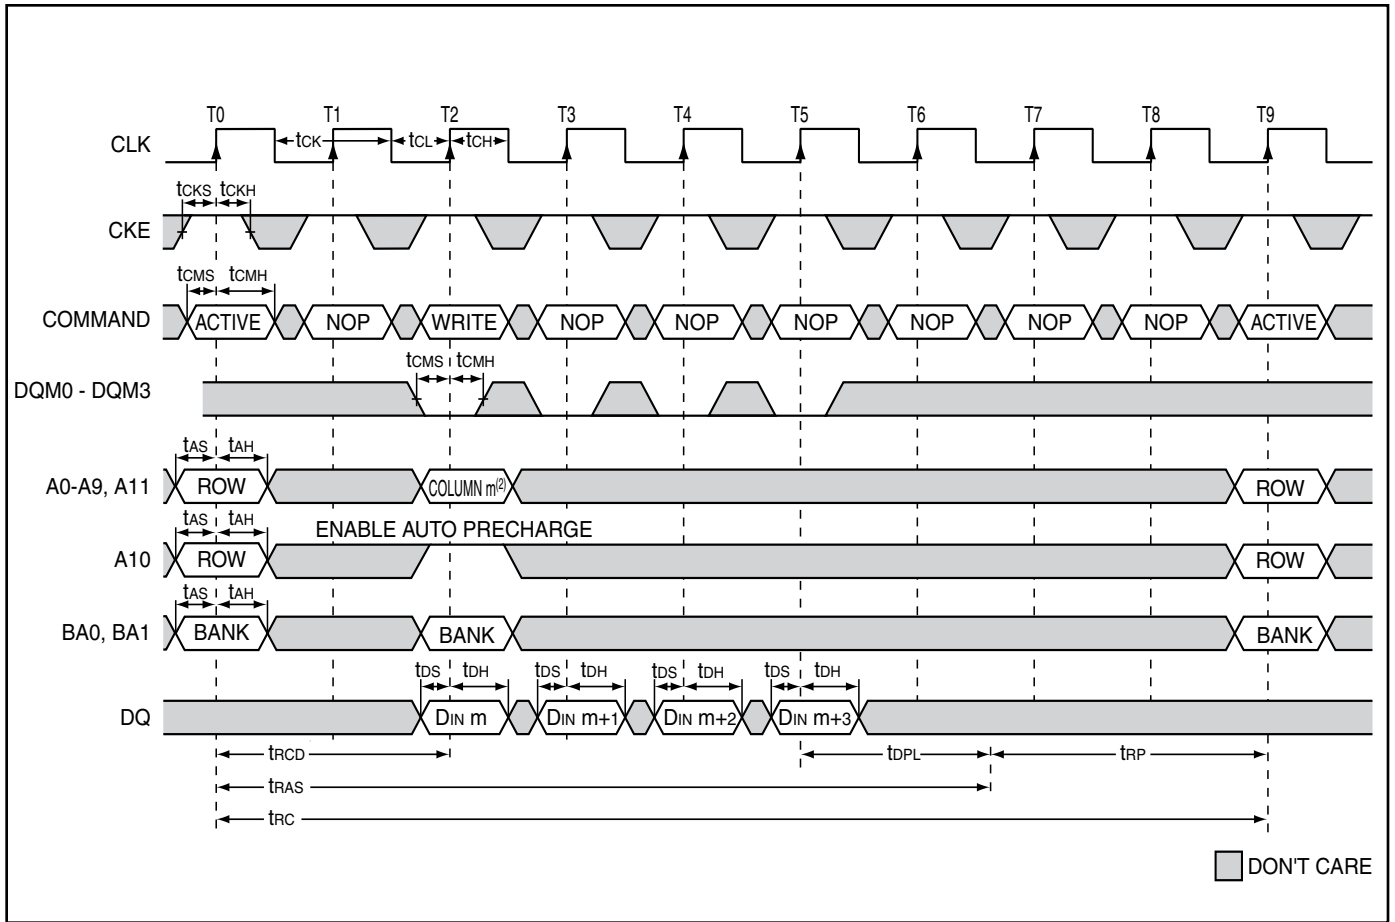 T0 T1 T2 T3 T4 T5 T6 T7 T8 T9
CLK tCK tCL tCH
tCKS tCKH
CKE
tCMS tCMH
COMMAND ACTIVE NOP WRITE NOP NOP NOP NOP NOP NOP ACTIVE
tCMS tCMH
DQM0 - DQM3
tAS tAH
A0-A9, A11 ROW COLUMN m(2) ROW
tAS tAH ENABLE AUTO PRECHARGE
A10 ROW ROW
tAS tAH
BA0, BA1 BANK BANK BANK
tDS tDH tDS tDH tDS tDH tDS tDH
DQ DIN m DIN m+1 DIN m+2 DIN m+3
tRCD tDPL tRP
tRAS
tRC
DON'T CARE